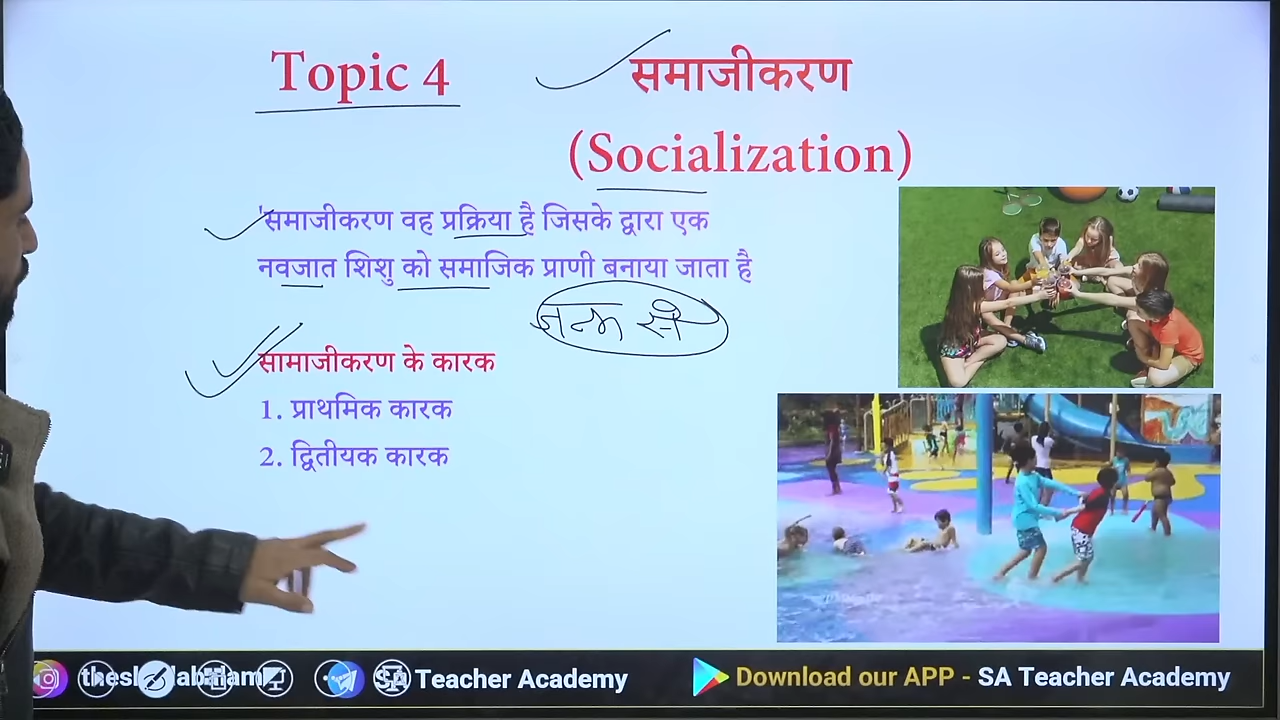 Topic 4
समाजीकरण
(Socialization)
'समाजीकरण वह प्रक्रिया है जिसके द्वारा एक
नवजात शिशु को समाजिक प्राणी बनाया जाता है
जन्म से
सामाजीकरण के कारक
1. प्राथमिक कारक
2. द्वितीयक कारक
SA Teacher Academy
Download our APP - SA Teacher Academy